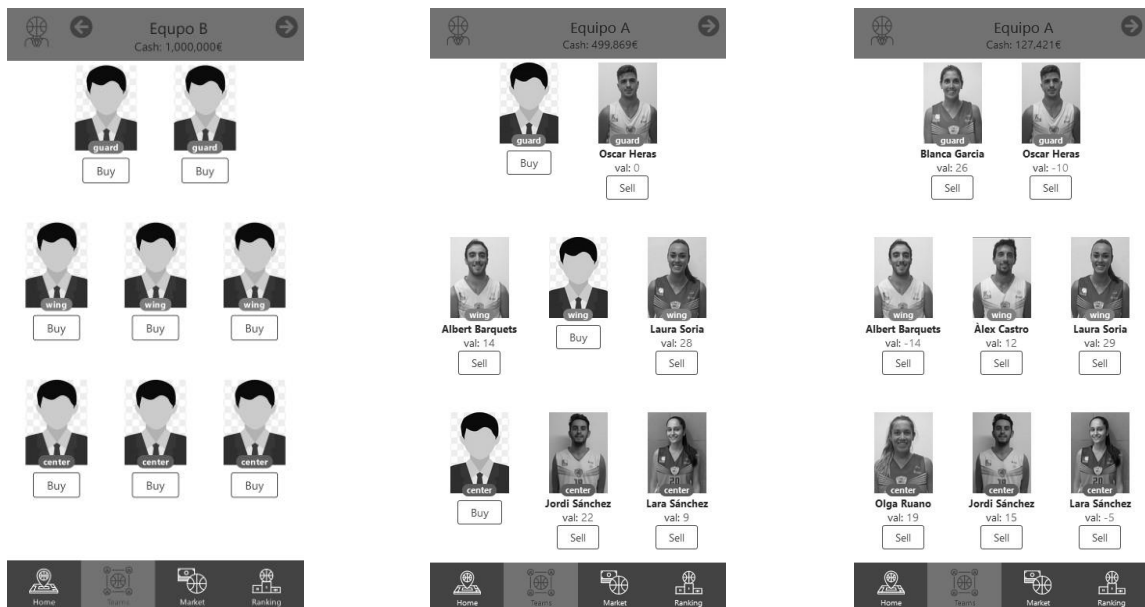 Equpo B
Cash: 1,000,000€
guard guard
Buy Buy
wing wing wing
Buy Buy Buy
center center center
Buy Buy Buy
Home Teams Market Ranking
Equipo A
Cash: 499,869€
guard guard
Buy Oscar Heras
val: 0
Sell
wing wing wing
Albert Barquets Buy Laura Soria
val: 14 val: 28
Sell Sell
center center center
Buy Jordi Sánchez Lara Sánchez
val: 22 val: 9
Sell Sell
Home Teams Market Ranking
Equipo A
Cash: 127,421€
guard guard
Blanca García Oscar Heras
val: 26 val: -10
Sell Sell
wing wing wing
Albert Barquets Àlex Castro Laura Soria
val: -14 val: 12 val: 29
Sell Sell Sell
center center center
Olga Ruano Jordi Sánchez Lara Sánchez
val: 19 val: 15 val: -5
Sell Sell Sell
Home Teams Market Ranking